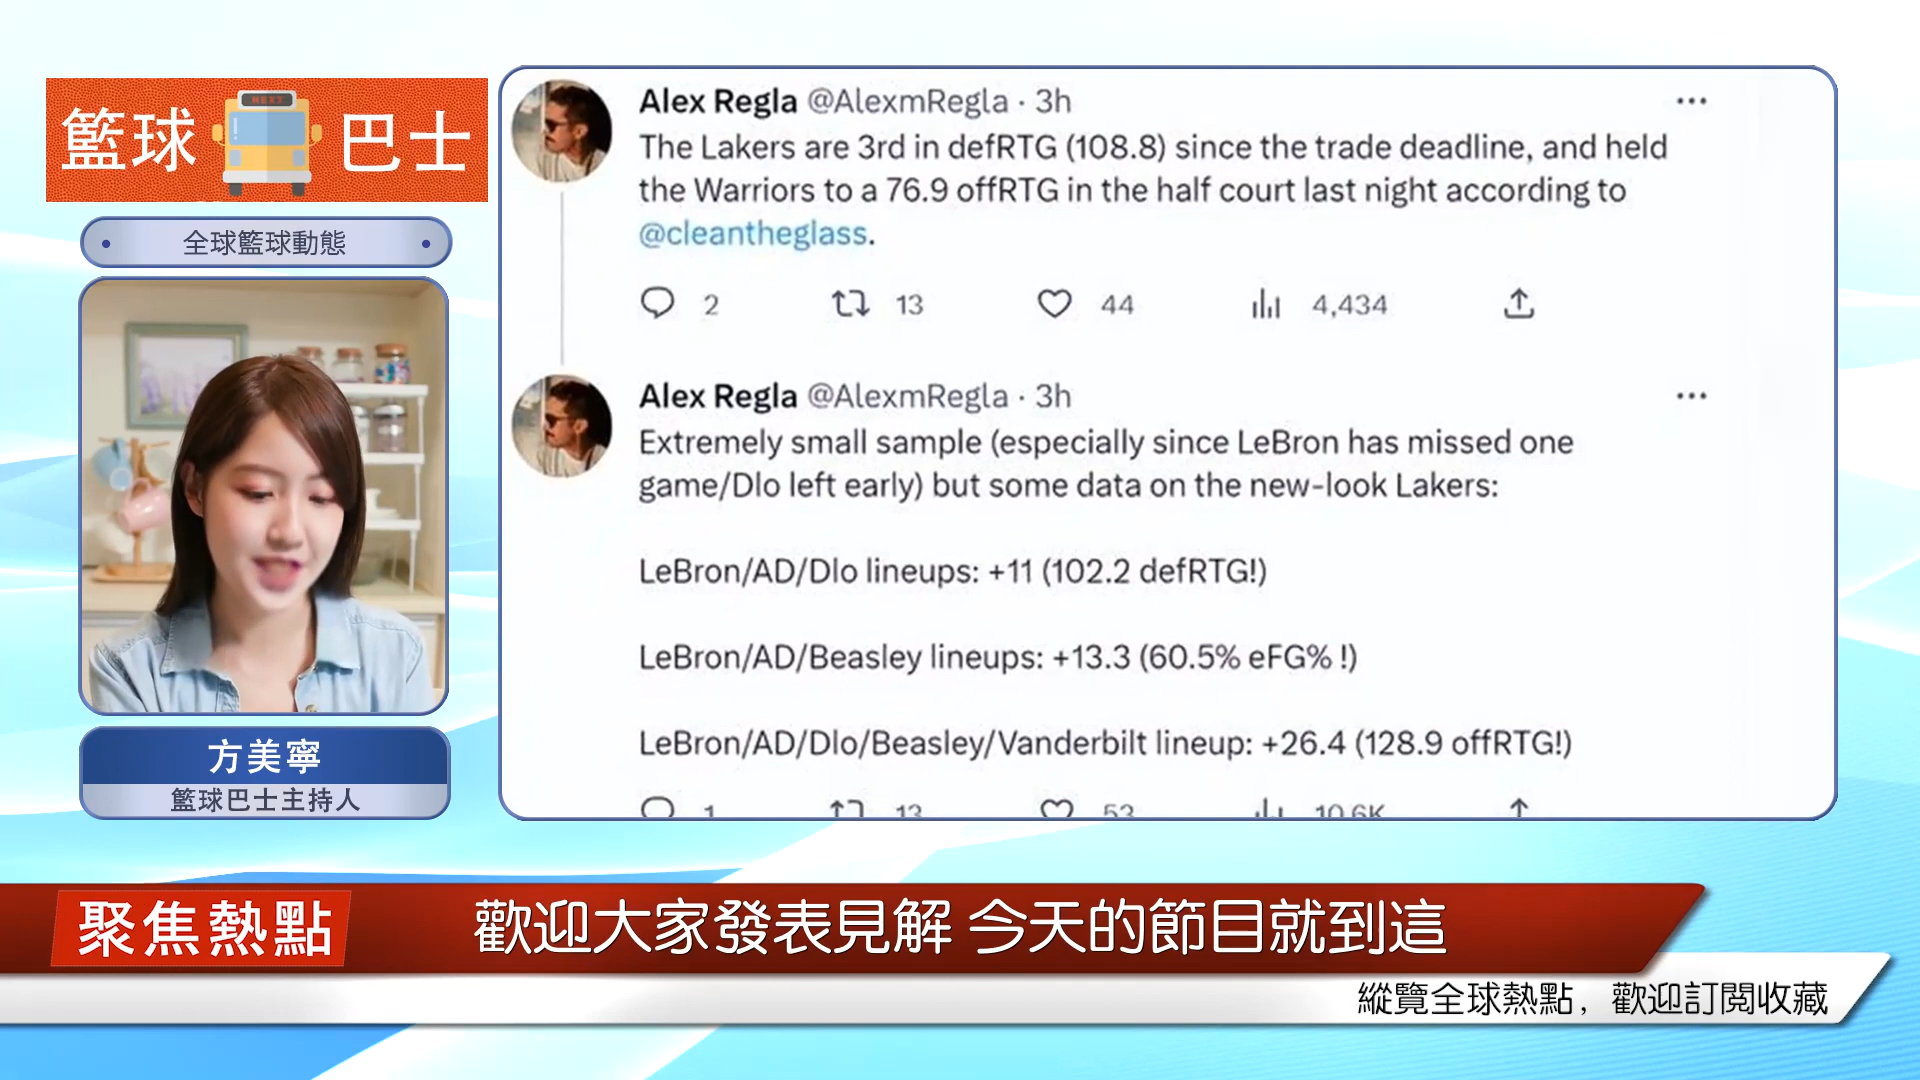 籃球巴士
NEXT
全球籃球動態
方美寧
籃球巴士主持人
Alex Regla @AlexmRegla · 3h
The Lakers are 3rd in defRTG (108.8) since the trade deadline, and held
the Warriors to a 76.9 offRTG in the half court last night according to
@cleantheglass.
2 13 44 4,434
Alex Regla @AlexmRegla · 3h
Extremely small sample (especially since LeBron has missed one
game/Dlo left early) but some data on the new-look Lakers:
LeBron/AD/Dlo lineups: +11 (102.2 defRTG!)
LeBron/AD/Beasley lineups: +13.3 (60.5% eFG% !)
LeBron/AD/Dlo/Beasley/Vanderbilt lineup: +26.4 (128.9 offRTG!)
1 13 53 10.6K
聚焦熱點
歡迎大家發表見解 今天的節目就到這
縱覽全球熱點，歡迎訂閱收藏